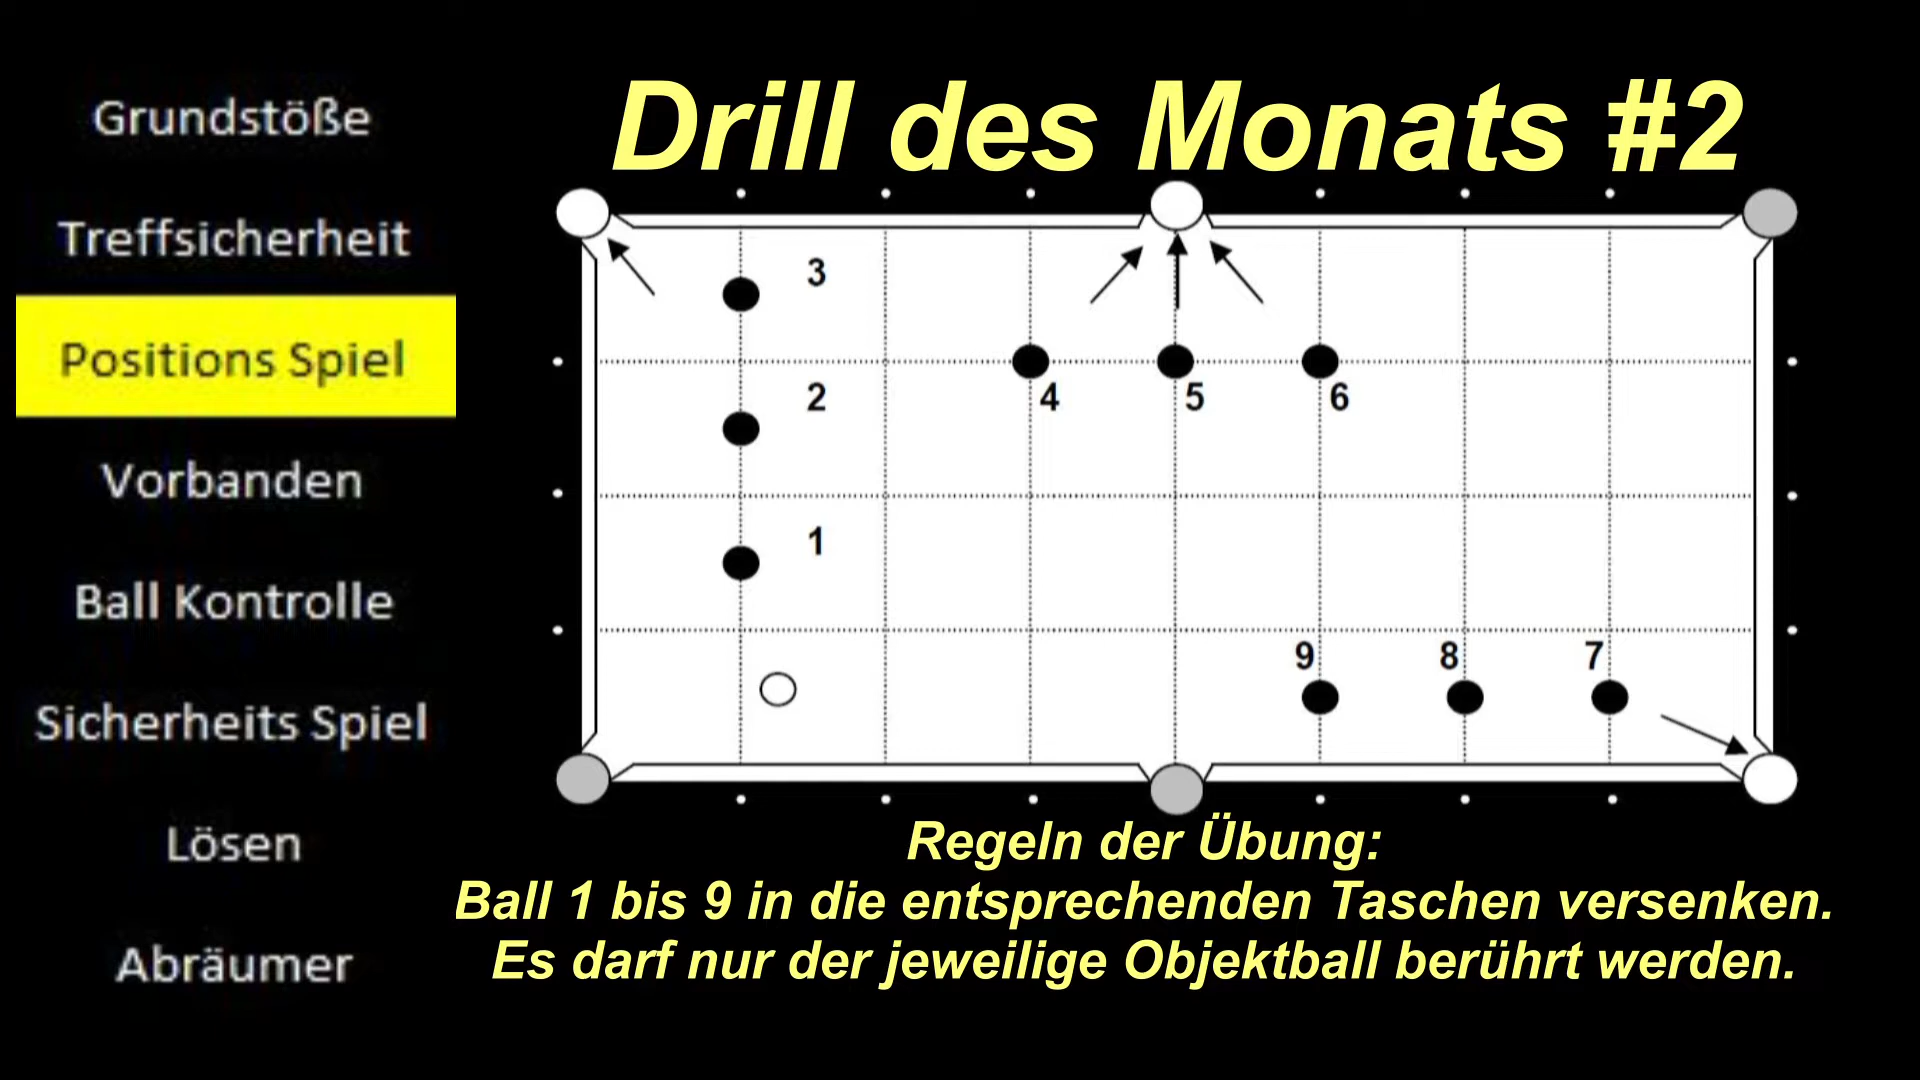 Drill des Monats #2
Grundstöße
Treffsicherheit
Positions Spiel
Vorbanden
Ball Kontrolle
Sicherheits Spiel
Lösen
Abräumer
3
2
4 5 6
1
9 8 7
Regeln der Übung:
Ball 1 bis 9 in die entsprechenden Taschen versenken.
Es darf nur der jeweilige Objektball berührt werden.